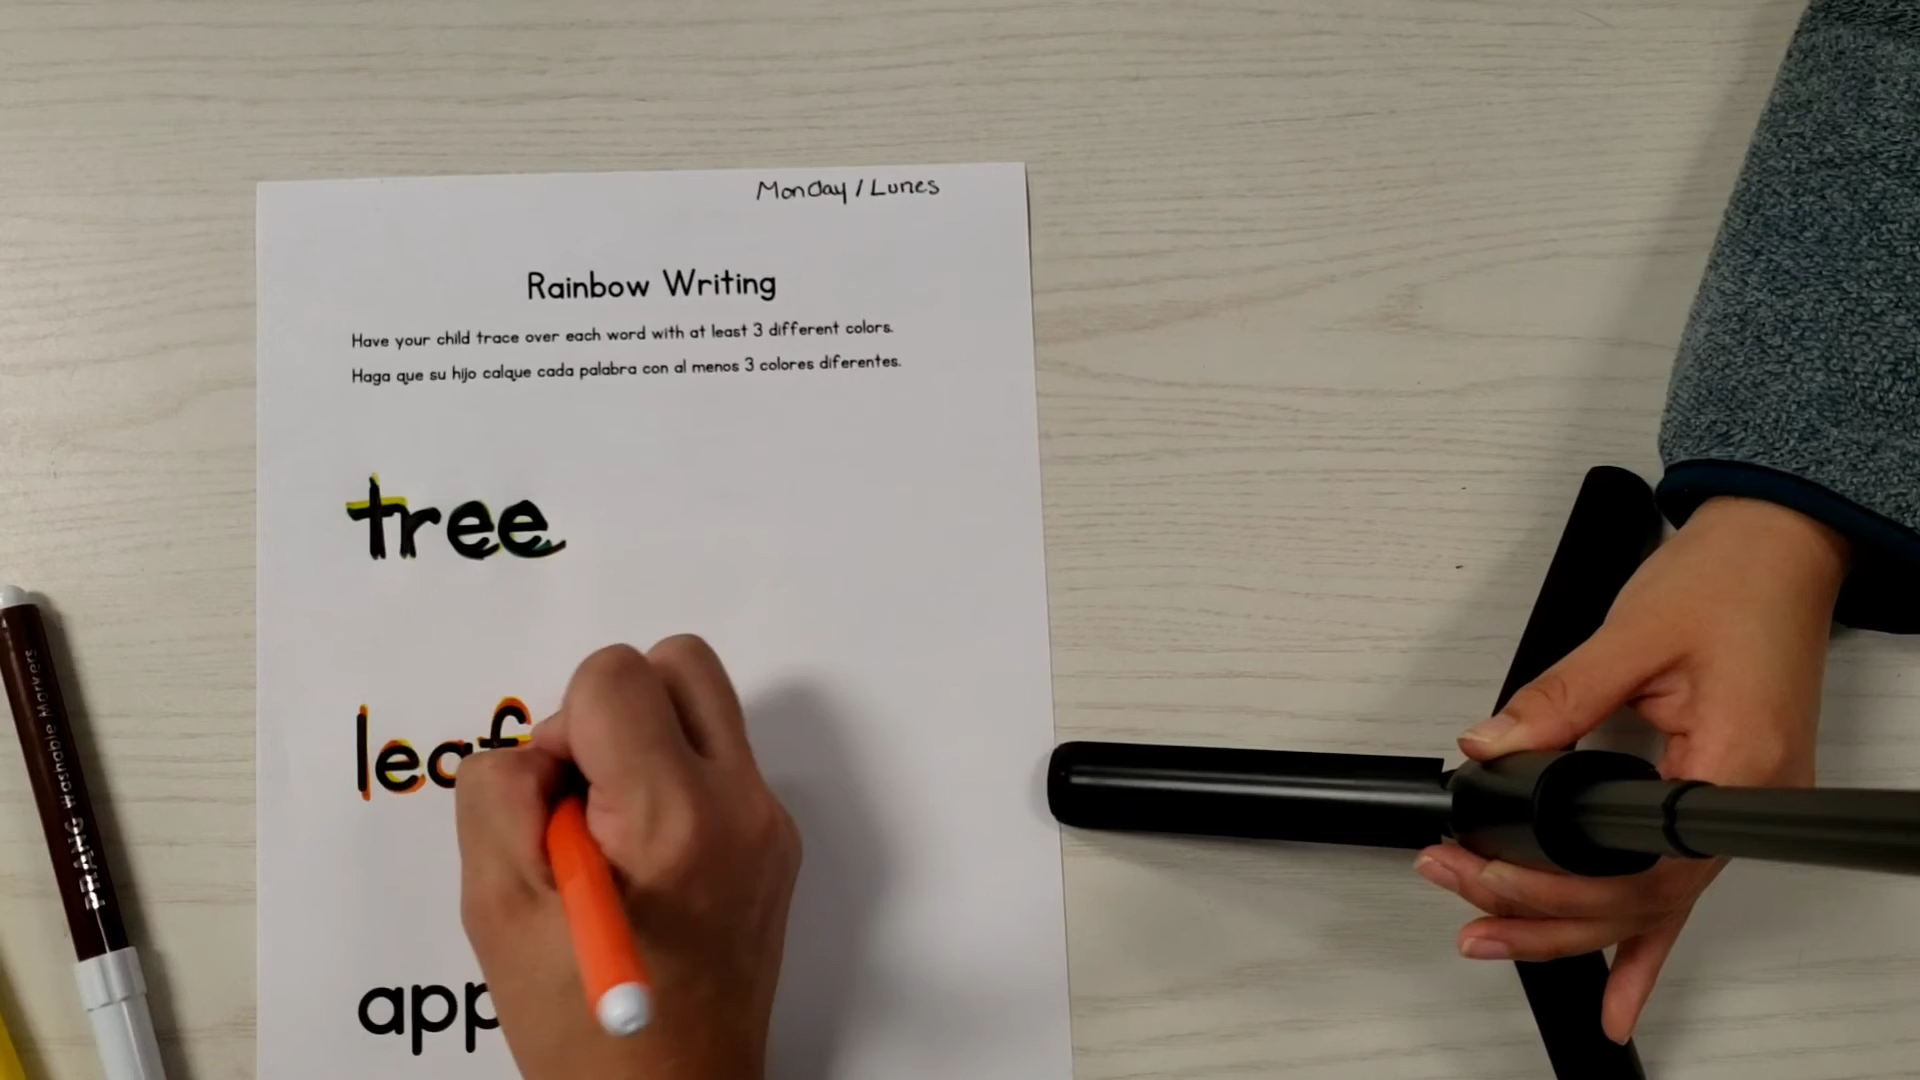 Monday / Lunes
Rainbow Writing
Have your child trace over each word with at least 3 different colors.
Haga que su hijo calque cada palabra con al menos 3 colores diferentes.
tree
leaf
app
PRANG Washable Markers